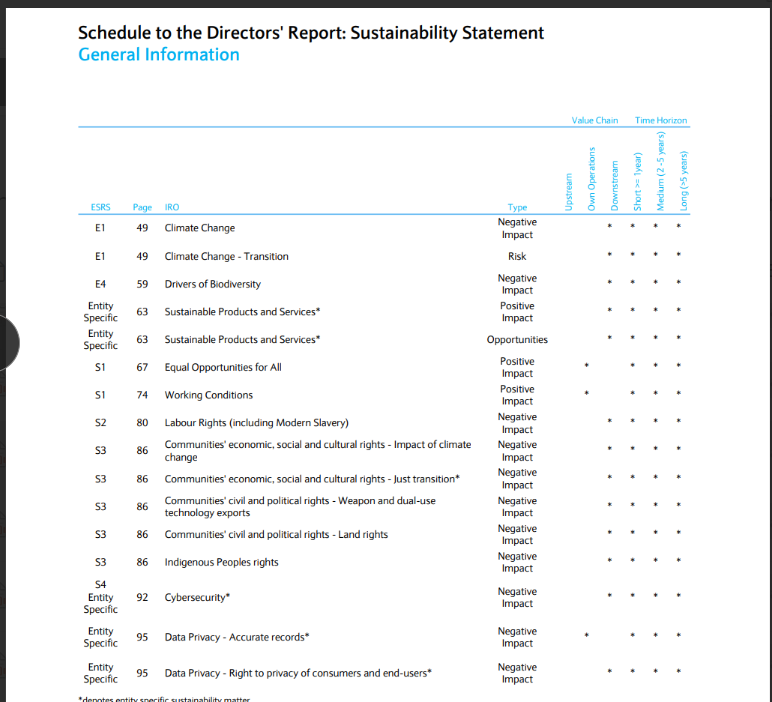 Schedule to the Directors' Report: Sustainability Statement
General Information
Value Chain Time Horizon
ESRS Page IRO Type Upstream Own Operations Downstream Short >= 1year) Medium (2 -5 years) Long (>5 years)
E1 49 Climate Change Negative Impact * * * *
E1 49 Climate Change - Transition Risk * * * *
E4 59 Drivers of Biodiversity Negative Impact * * * *
Entity Specific 63 Sustainable Products and Services* Positive Impact * * * *
Entity Specific 63 Sustainable Products and Services* Opportunities * * * *
S1 67 Equal Opportunities for All Positive Impact * * * *
S1 74 Working Conditions Positive Impact * * * *
S2 80 Labour Rights (including Modern Slavery) Negative Impact * * * *
S3 86 Communities' economic, social and cultural rights - Impact of climate change Negative Impact * * * *
S3 86 Communities' economic, social and cultural rights - Just transition* Negative Impact * * * *
S3 86 Communities' civil and political rights - Weapon and dual-use technology exports Negative Impact * * * *
S3 86 Communities' civil and political rights - Land rights Negative Impact * * * *
S3 86 Indigenous Peoples rights Negative Impact * * * *
S4 Entity Specific 92 Cybersecurity* Negative Impact * * * *
Entity Specific 95 Data Privacy - Accurate records* Negative Impact * * * *
Entity Specific 95 Data Privacy - Right to privacy of consumers and end-users* Negative Impact * * * *
*denotes entity specific sustainability matter